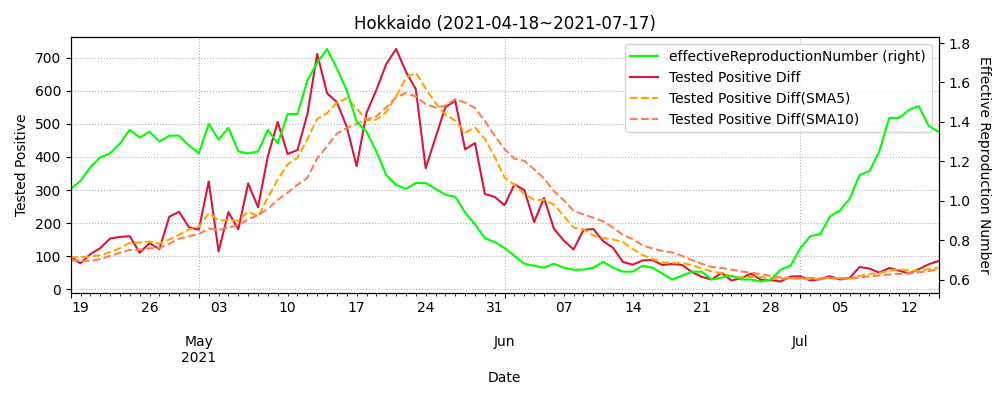 Hokkaido (2021-04-18~2021-07-17)
effectiveReproductionNumber (right)
Tested Positive Diff
Tested Positive Diff(SMA5)
Tested Positive Diff(SMA10)
Tested Positive
700
600
500
400
300
200
100
0
1.8
1.6
1.4
1.2
1.0
0.8
0.6
Effective Reproduction Number
19 26 03 10 17 24 31 07 14 21 28 05 12
May Jun Jul
2021
Date